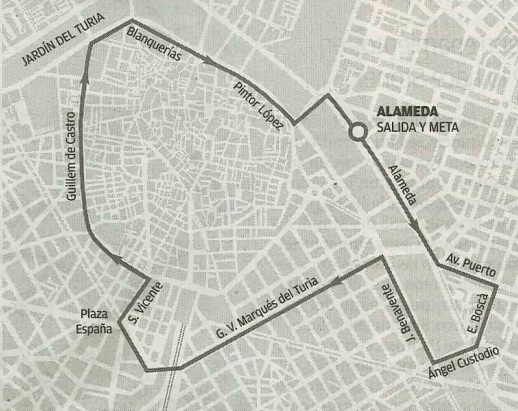 JARDÍN DEL TURIA
Blanquerías
Pintor López
ALAMEDA
SALIDA Y META
Guillem de Castro
Alameda
Av. Puerto
S. Vicente
G. V. Marqués del Turia
J. Benavente
E. Boscà
Plaza
España
Ángel Custodio